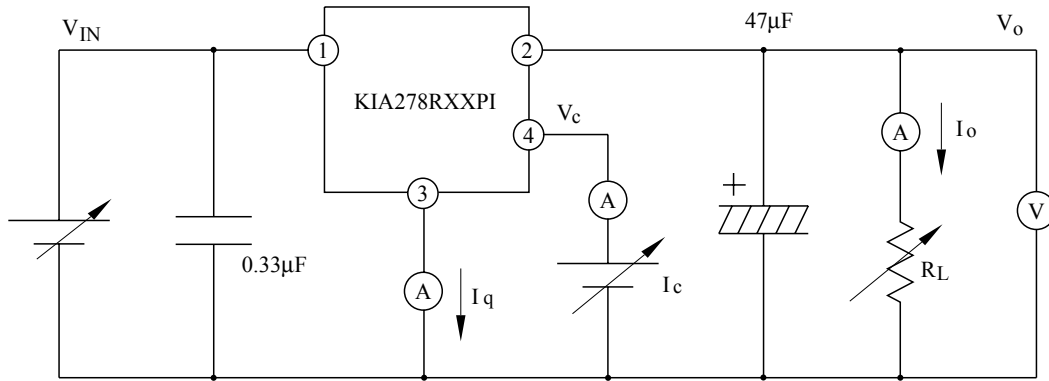 47μF
V_IN
V_o
1
2
KIA278RXXPI
V_c
4
A
I_o
3
A
+
V
0.33μF
A
I_q
I_c
R_L